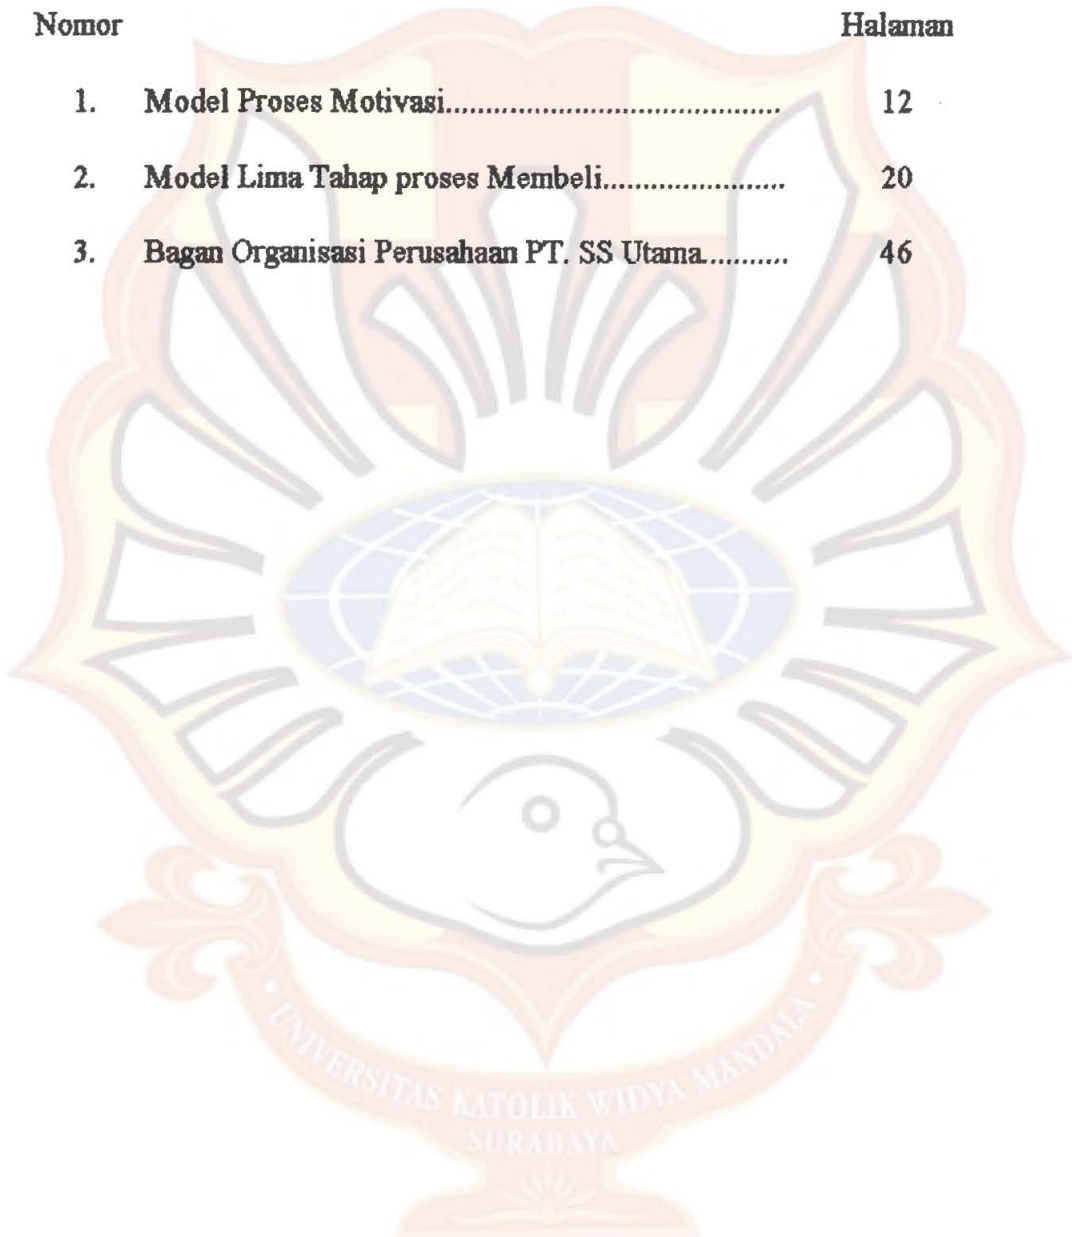 Nomor Halaman
1. Model Proses Motivasi....................................... 12
2. Model Lima Tahap proses Membeli...................... 20
3. Bagan Organisasi Perusahaan PT. SS Utama........... 46
• UNIVERSITAS KATOLIK WIDYA MANDALA •
SURABAYA